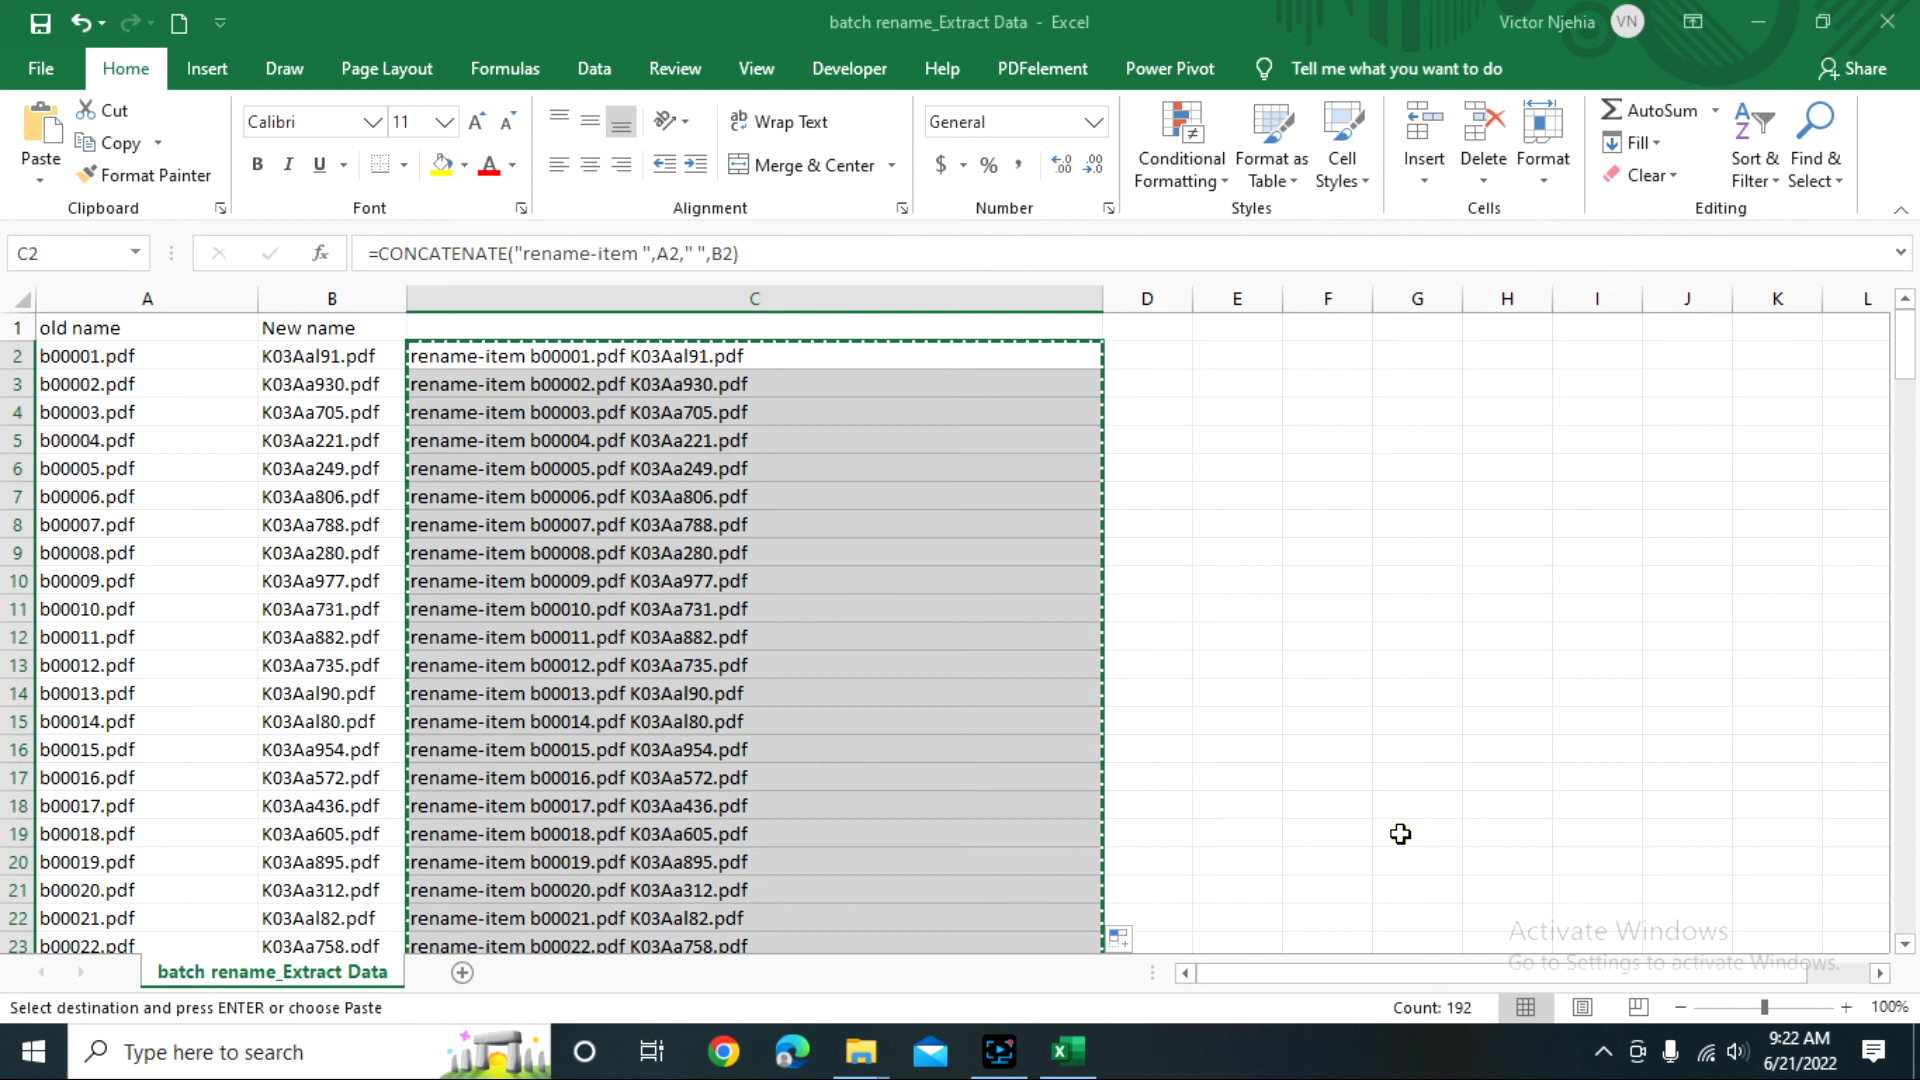 batch rename_Extract Data - Excel
Victor Njehia VN
File Home Insert Draw Page Layout Formulas Data Review View Developer Help PDFelement Power Pivot Tell me what you want to do Share
Paste Cut Copy Format Painter Clipboard
Calibri 11 B I U A Font
Wrap Text Merge & Center Alignment
General $ % Number
Conditional Formatting Format as Table Cell Styles Styles
Insert Delete Format Cells
AutoSum Fill Clear Sort & Filter Find & Select Editing
C2 fx =CONCATENATE("rename-item ",A2," ",B2)
A B C D E F G H I J K L
1 old name New name
2 b00001.pdf K03Aal91.pdf rename-item b00001.pdf K03Aal91.pdf
3 b00002.pdf K03Aa930.pdf rename-item b00002.pdf K03Aa930.pdf
4 b00003.pdf K03Aa705.pdf rename-item b00003.pdf K03Aa705.pdf
5 b00004.pdf K03Aa221.pdf rename-item b00004.pdf K03Aa221.pdf
6 b00005.pdf K03Aa249.pdf rename-item b00005.pdf K03Aa249.pdf
7 b00006.pdf K03Aa806.pdf rename-item b00006.pdf K03Aa806.pdf
8 b00007.pdf K03Aa788.pdf rename-item b00007.pdf K03Aa788.pdf
9 b00008.pdf K03Aa280.pdf rename-item b00008.pdf K03Aa280.pdf
10 b00009.pdf K03Aa977.pdf rename-item b00009.pdf K03Aa977.pdf
11 b00010.pdf K03Aa731.pdf rename-item b00010.pdf K03Aa731.pdf
12 b00011.pdf K03Aa882.pdf rename-item b00011.pdf K03Aa882.pdf
13 b00012.pdf K03Aa735.pdf rename-item b00012.pdf K03Aa735.pdf
14 b00013.pdf K03Aal90.pdf rename-item b00013.pdf K03Aal90.pdf
15 b00014.pdf K03Aal80.pdf rename-item b00014.pdf K03Aal80.pdf
16 b00015.pdf K03Aa954.pdf rename-item b00015.pdf K03Aa954.pdf
17 b00016.pdf K03Aa572.pdf rename-item b00016.pdf K03Aa572.pdf
18 b00017.pdf K03Aa436.pdf rename-item b00017.pdf K03Aa436.pdf
19 b00018.pdf K03Aa605.pdf rename-item b00018.pdf K03Aa605.pdf
20 b00019.pdf K03Aa895.pdf rename-item b00019.pdf K03Aa895.pdf
21 b00020.pdf K03Aa312.pdf rename-item b00020.pdf K03Aa312.pdf
22 b00021.pdf K03Aal82.pdf rename-item b00021.pdf K03Aal82.pdf
23 b00022.pdf K03Aa758.pdf rename-item b00022.pdf K03Aa758.pdf
Activate Windows
Go to Settings to activate Windows.
batch rename_Extract Data
Select destination and press ENTER or choose Paste Count: 192 100%
Type here to search
9:22 AM
6/21/2022